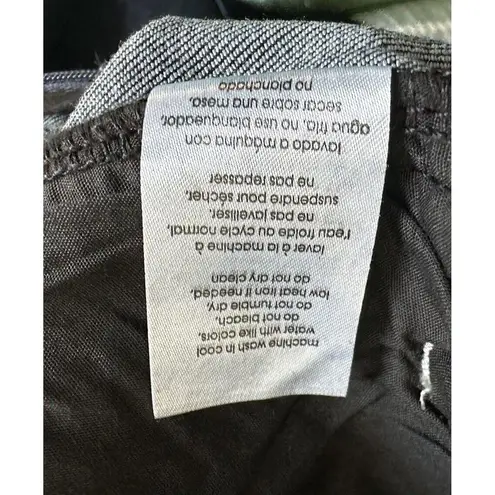 machine wash in cool
water with like colors.
do not bleach.
do not tumble dry,
low heat iron if needed,
do not dry clean
laver à la machine à
l'eau froide au cycle normal,
ne pas javelliser.
suspendre pour sécher.
ne pas repasser
lavado a máquina con
agua fría, no use blanqueador,
secar sobre una mesa,
no planchado